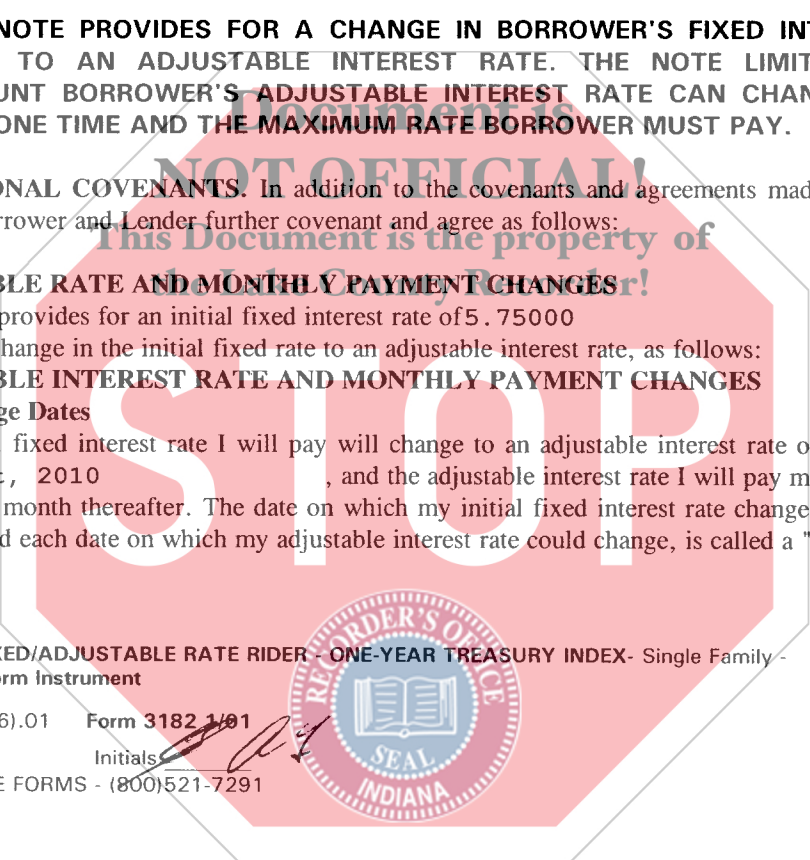 NOTE PROVIDES FOR A CHANGE IN BORROWER'S FIXED INT
TO AN ADJUSTABLE INTEREST RATE. THE NOTE LIMIT
UNT BORROWER'S ADJUSTABLE INTEREST RATE CAN CHAN
ONE TIME AND THE MAXIMUM RATE BORROWER MUST PAY.
Document is
NOT OFFICIAL!
This Document is the property of
the Lake County Recorder!
ONAL COVENANTS. In addition to the covenants and agreements mad
rrower and Lender further covenant and agree as follows:
BLE RATE AND MONTHLY PAYMENT CHANGES
provides for an initial fixed interest rate of 5.75000
hange in the initial fixed rate to an adjustable interest rate, as follows:
BLE INTEREST RATE AND MONTHLY PAYMENT CHANGES
ge Dates
fixed interest rate I will pay will change to an adjustable interest rate o
, 2010 , and the adjustable interest rate I will pay m
month thereafter. The date on which my initial fixed interest rate change
d each date on which my adjustable interest rate could change, is called a "
STOP
XED/ADJUSTABLE RATE RIDER - ONE-YEAR TREASURY INDEX- Single Family -
rm Instrument
6).01 Form 3182 1/01
Initials
E FORMS - (800)521-7291
RECORDER'S OFFICE
SEAL
INDIANA